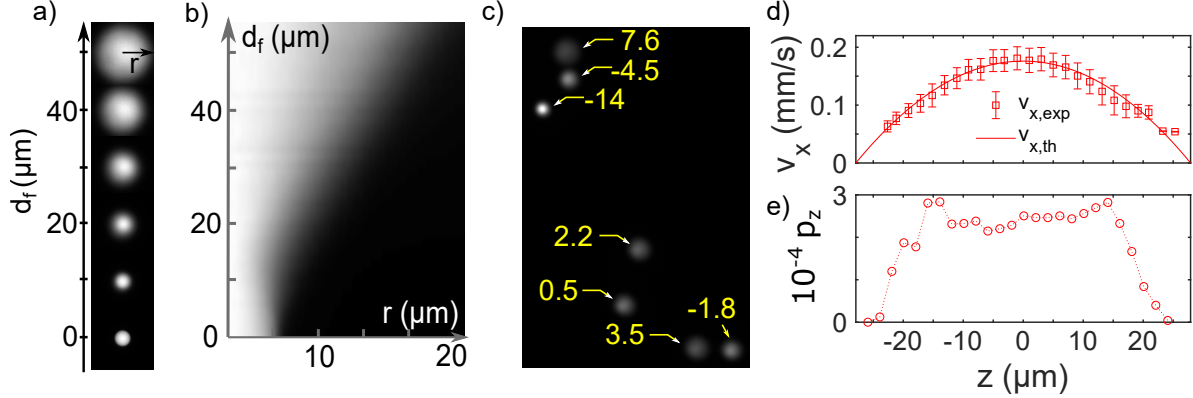 a)
r
d_f (μm)
40
20
0
b)
d_f (μm)
40
20
0
r (μm)
10
20
c)
7.6
-4.5
-14
2.2
0.5
3.5
-1.8
d)
v_x (mm/s)
0.2
0.1
0
v_x,exp
v_x,th
e)
10^-4 p_z
3
0
-20
-10
0
10
20
z (μm)